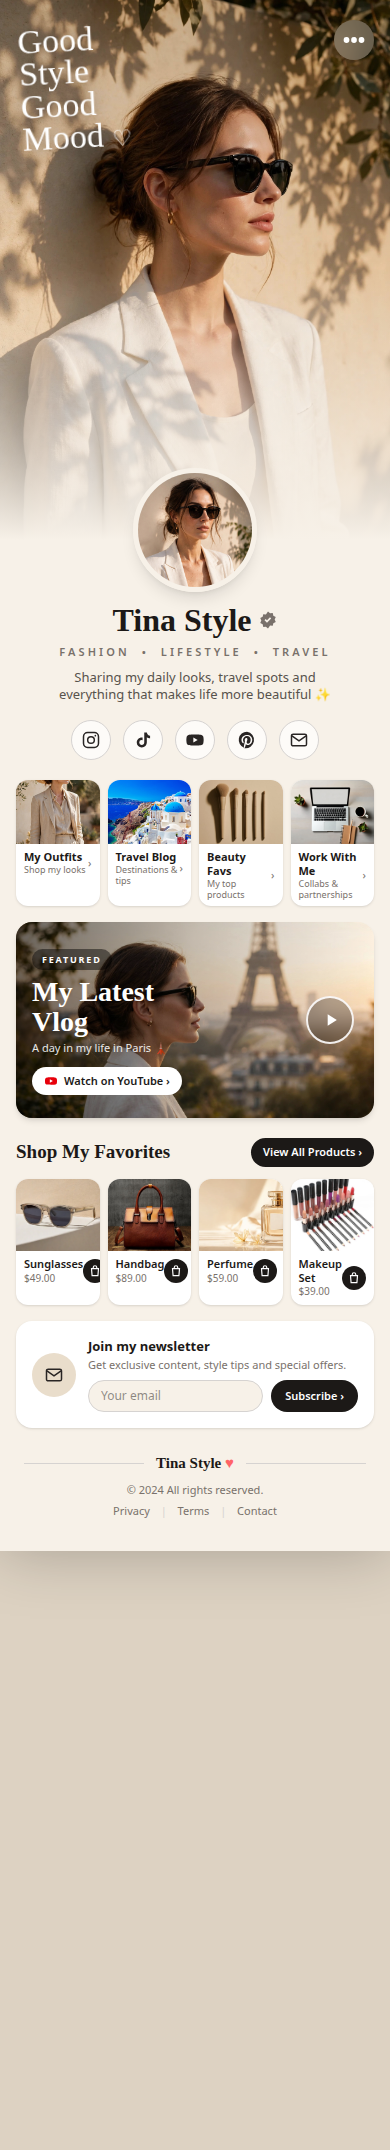 Good
Style
Good
Mood ♡
Tina Style
FASHION • LIFESTYLE • TRAVEL
Sharing my daily looks, travel spots and
everything that makes life more beautiful ✨
My Outfits
Shop my looks ›
Travel Blog
Destinations & ›
tips
Beauty
Favs
My top
products ›
Work With
Me
Collabs &
partnerships ›
FEATURED
My Latest
Vlog
A day in my life in Paris 🗼
Watch on YouTube ›
Shop My Favorites
View All Products ›
Sunglasses
$49.00
Handbag
$89.00
Perfume
$59.00
Makeup
Set
$39.00
Join my newsletter
Get exclusive content, style tips and special offers.
Your email
Subscribe ›
Tina Style ♥
© 2024 All rights reserved.
Privacy | Terms | Contact